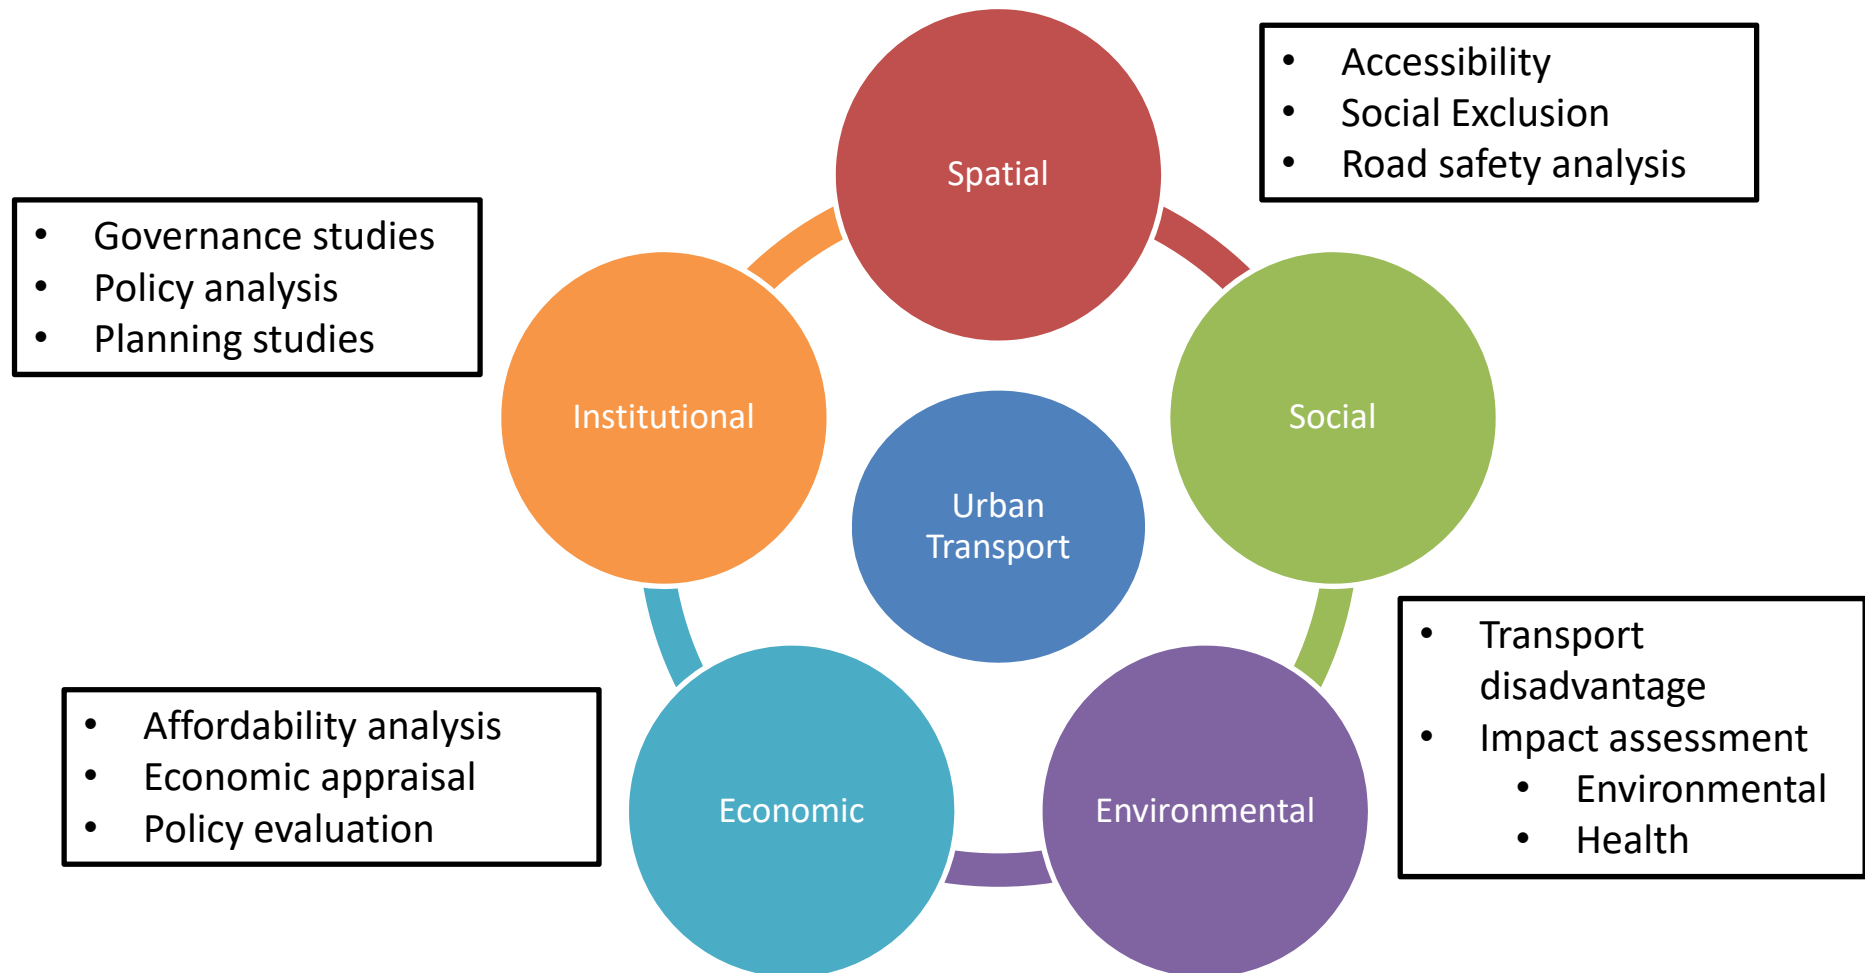 Spatial
• Accessibility
• Social Exclusion
• Road safety analysis
• Governance studies
• Policy analysis
• Planning studies
Institutional
Social
Urban
Transport
• Transport
disadvantage
• Impact assessment
• Environmental
• Health
• Affordability analysis
• Economic appraisal
• Policy evaluation
Economic
Environmental